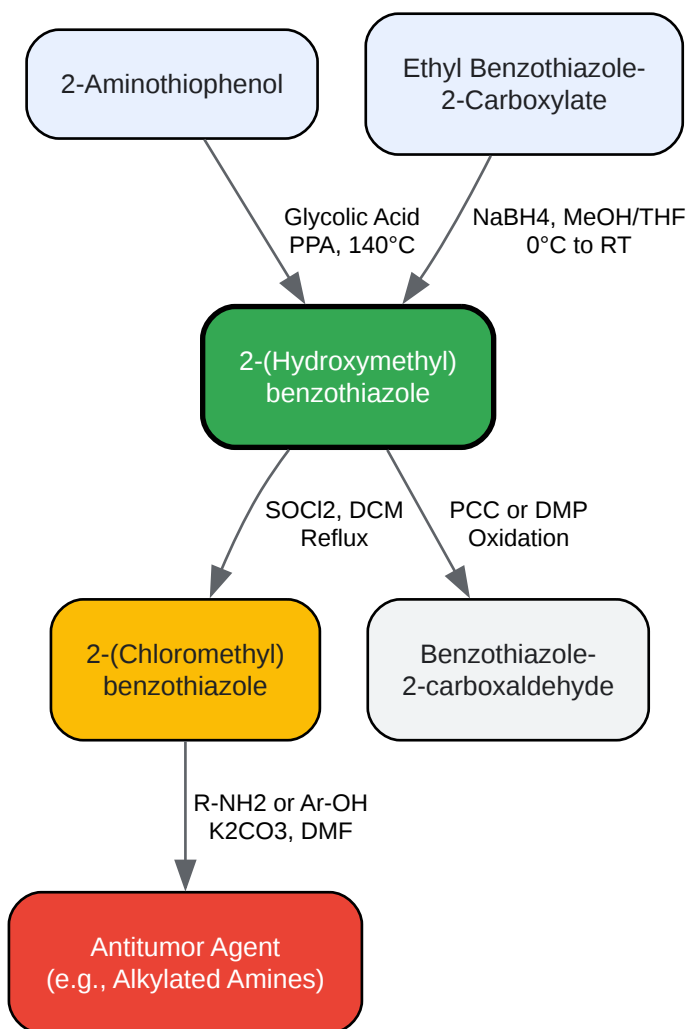 2-Aminothiophenol
Ethyl Benzothiazole-
2-Carboxylate
Glycolic Acid
PPA, 140°C
NaBH4, MeOH/THF
0°C to RT
2-(Hydroxymethyl)
benzothiazole
SOCl2, DCM
Reflux
PCC or DMP
Oxidation
2-(Chloromethyl)
benzothiazole
Benzothiazole-
2-carboxaldehyde
R-NH2 or Ar-OH
K2CO3, DMF
Antitumor Agent
(e.g., Alkylated Amines)